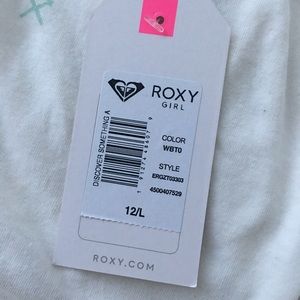 ROXY
GIRL
DISCOVER SOMETHING A
COLOR
WBT0
STYLE
ERGZT03303
4500407529
12/L
ROXY.COM